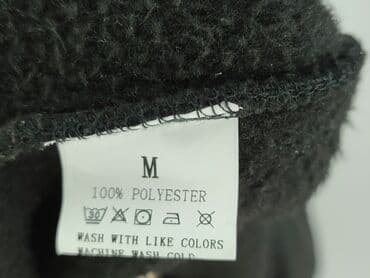 M
100% POLYESTER
30
WASH WITH LIKE COLORS
MACHINE WASH COLD